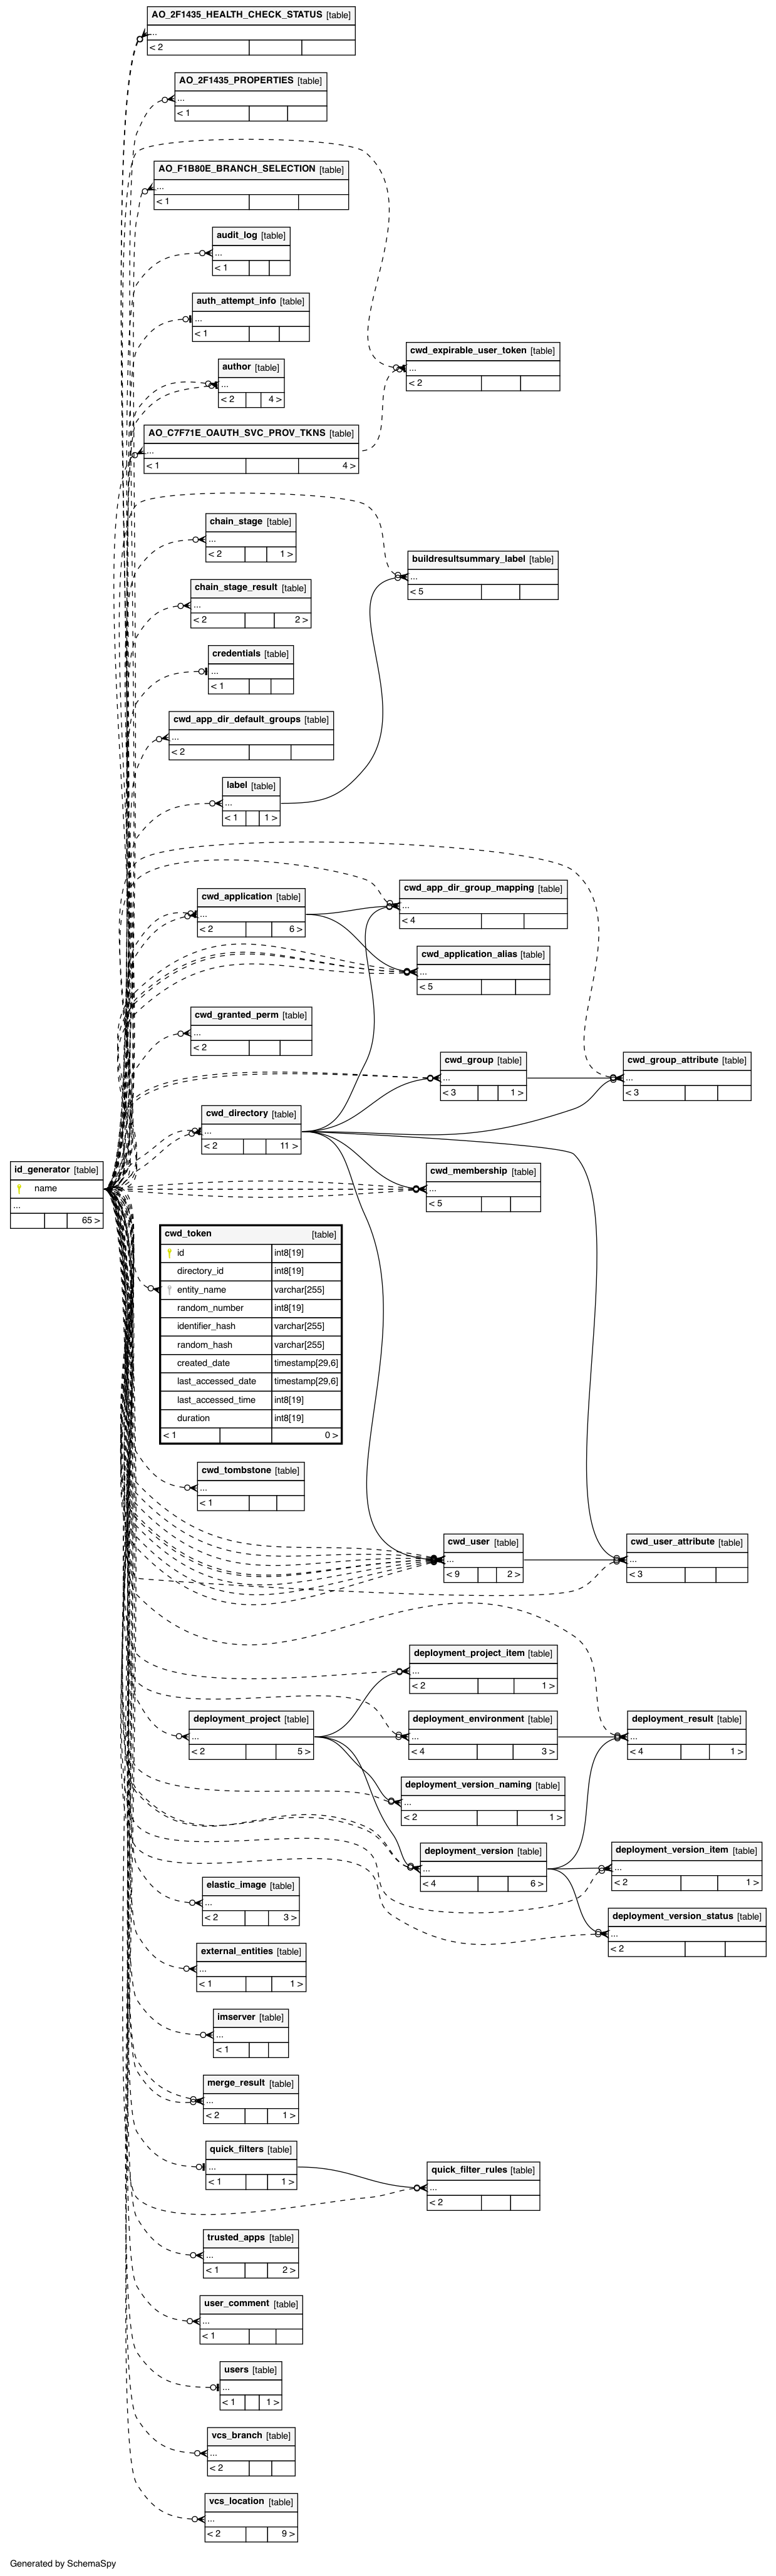 AO_2F1435_HEALTH_CHECK_STATUS [table]
...
< 2
AO_2F1435_PROPERTIES [table]
...
< 1
AO_F1B80E_BRANCH_SELECTION [table]
...
< 1
audit_log [table]
...
< 1
auth_attempt_info [table]
...
< 1
cwd_expirable_user_token [table]
...
< 2
author [table]
...
< 2 4 >
AO_C7F71E_OAUTH_SVC_PROV_TKNS [table]
...
< 1 4 >
chain_stage [table]
...
< 2 1 >
buildresultsummary_label [table]
...
< 5
chain_stage_result [table]
...
< 2 2 >
credentials [table]
...
< 1
cwd_app_dir_default_groups [table]
...
< 2
label [table]
...
< 1 1 >
cwd_application [table]
...
< 2 6 >
cwd_app_dir_group_mapping [table]
...
< 4
cwd_application_alias [table]
...
< 5
cwd_granted_perm [table]
...
< 2
cwd_group [table]
...
< 3 1 >
cwd_group_attribute [table]
...
< 3
cwd_directory [table]
...
< 2 11 >
id_generator [table]
name
...
65 >
cwd_membership [table]
...
< 5
cwd_token [table]
id int8[19]
directory_id int8[19]
entity_name varchar[255]
random_number int8[19]
identifier_hash varchar[255]
random_hash varchar[255]
created_date timestamp[29,6]
last_accessed_date timestamp[29,6]
last_accessed_time int8[19]
duration int8[19]
< 1 0 >
cwd_tombstone [table]
...
< 1
cwd_user [table]
...
< 9 2 >
cwd_user_attribute [table]
...
< 3
deployment_project_item [table]
...
< 2 1 >
deployment_project [table]
...
< 2 5 >
deployment_environment [table]
...
< 4 3 >
deployment_result [table]
...
< 4 1 >
deployment_version_naming [table]
...
< 2 1 >
deployment_version [table]
...
< 4 6 >
deployment_version_item [table]
...
< 2 1 >
elastic_image [table]
...
< 2 3 >
deployment_version_status [table]
...
< 2
external_entities [table]
...
< 1 1 >
imserver [table]
...
< 1
merge_result [table]
...
< 2 1 >
quick_filters [table]
...
< 1 1 >
quick_filter_rules [table]
...
< 2
trusted_apps [table]
...
< 1 2 >
user_comment [table]
...
< 1
users [table]
...
< 1 1 >
vcs_branch [table]
...
< 2
vcs_location [table]
...
< 2 9 >
Generated by SchemaSpy